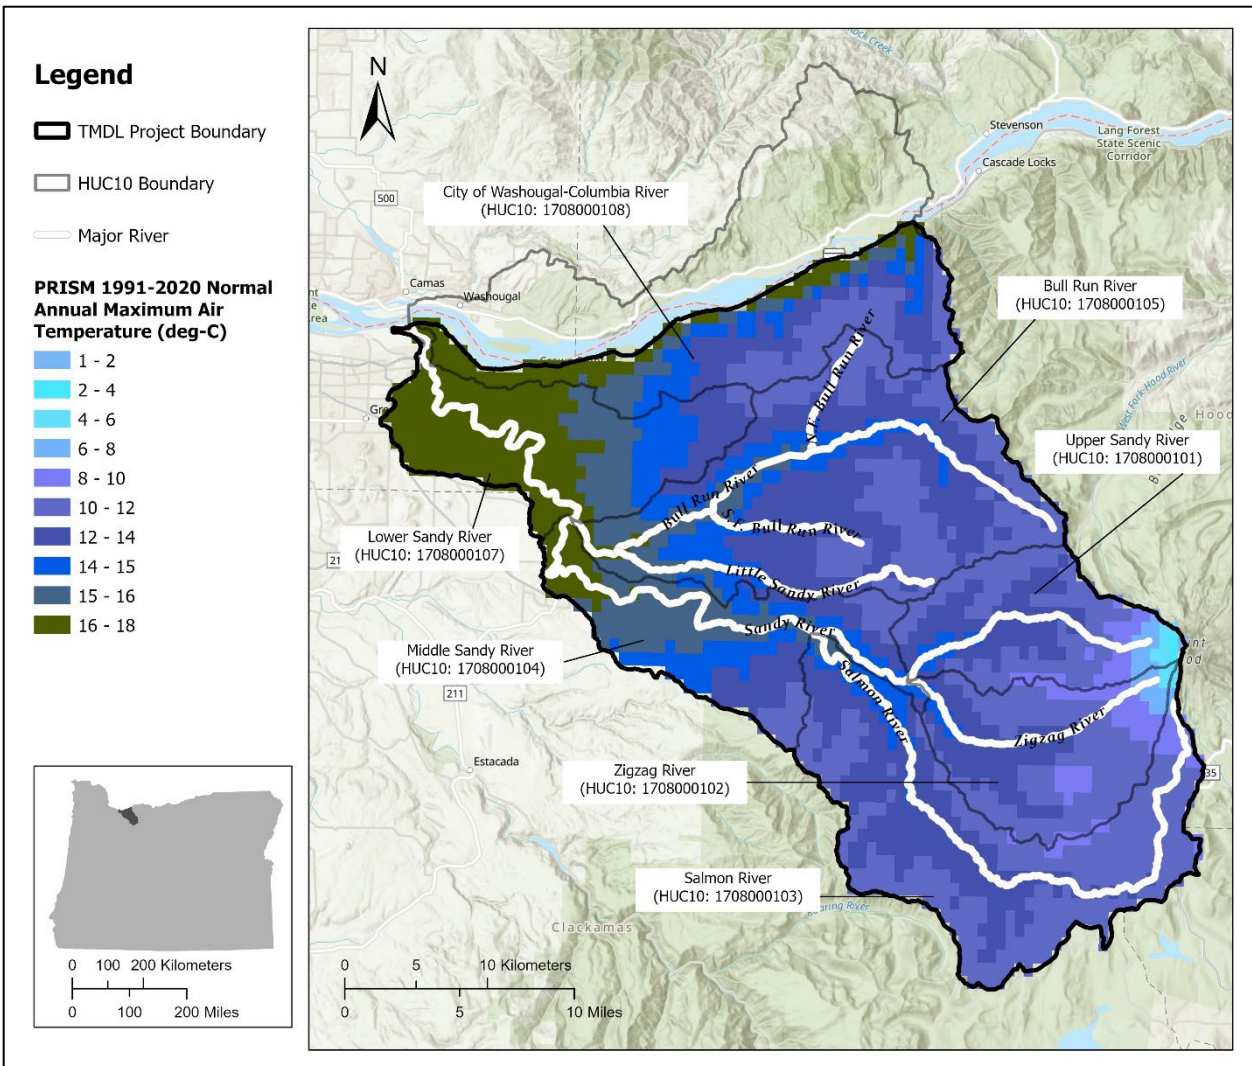 Legend
TMDL Project Boundary
HUC10 Boundary
Major River
PRISM 1991-2020 Normal
Annual Maximum Air
Temperature (deg-C)
1 - 2
2 - 4
4 - 6
6 - 8
8 - 10
10 - 12
12 - 14
14 - 15
15 - 16
16 - 18
0 100 200 Kilometers
0 100 200 Miles
N
500
Camas
Washougal
Stevenson
Cascade Locks
Lang Forest
State Scenic
Corridor
City of Washougal-Columbia River
(HUC10: 1708000108)
Bull Run River
(HUC10: 1708000105)
West Fork Hood River
Hood
Upper Sandy River
(HUC10: 1708000101)
N.F. Bull Run River
Bull Run River
S.F. Bull Run River
Little Sandy River
Sandy River
Salmon River
Zigzag River
Lower Sandy River
(HUC10: 1708000107)
Middle Sandy River
(HUC10: 1708000104)
211
Estacada
Zigzag River
(HUC10: 1708000102)
35
Salmon River
(HUC10: 1708000103)
Clackamas
0 5 10 Kilometers
0 5 10 Miles